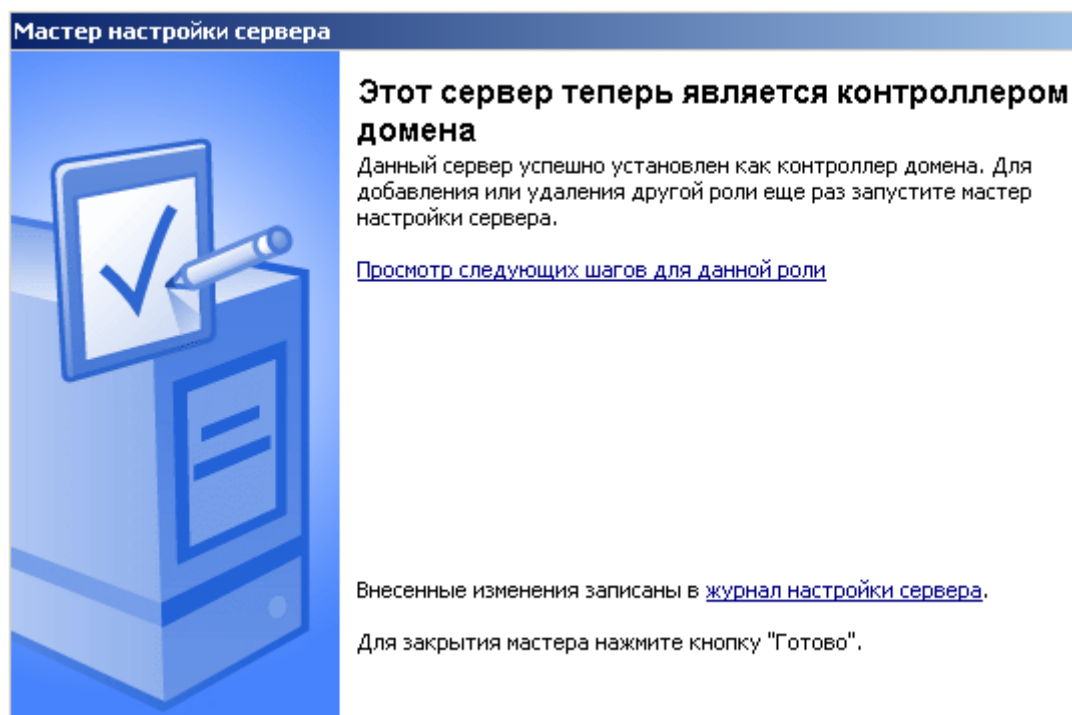 Мастер настройки сервера
Этот сервер теперь является контроллером
домена
Данный сервер успешно установлен как контроллер домена. Для
добавления или удаления другой роли еще раз запустите мастер
настройки сервера.
Просмотр следующих шагов для данной роли
Внесенные изменения записаны в журнал настройки сервера.
Для закрытия мастера нажмите кнопку "Готово".